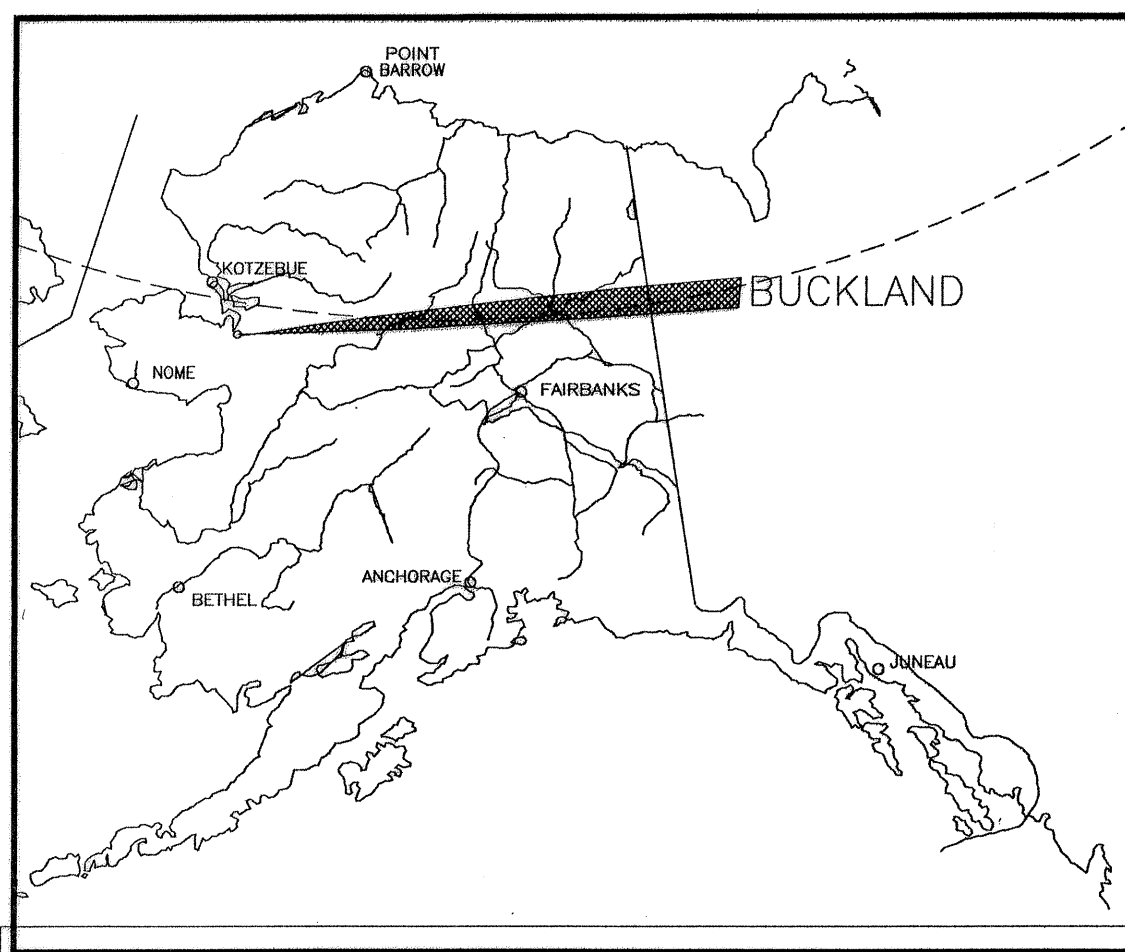 POINT
BARROW
KOTZEBUE
BUCKLAND
NOME
FAIRBANKS
ANCHORAGE
BETHEL
JUNEAU